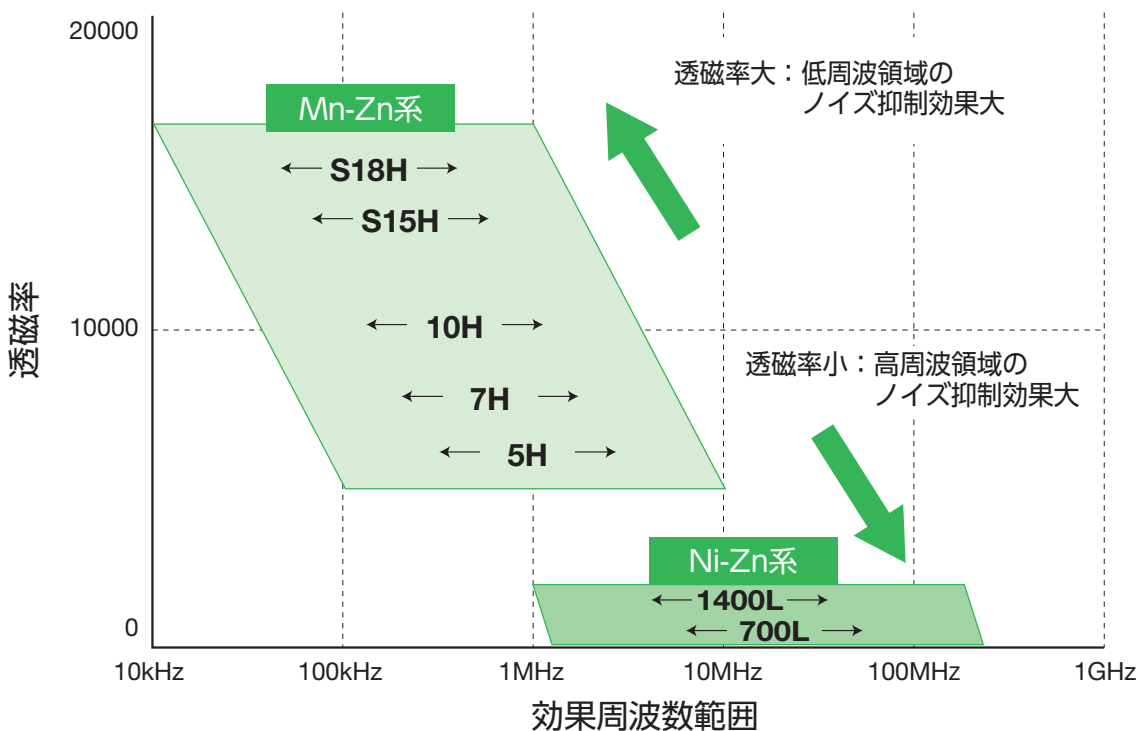 20000
透磁率大：低周波領域の
ノイズ抑制効果大
Mn-Zn系
S18H
S15H
透磁率
10000
10H
透磁率小：高周波領域の
ノイズ抑制効果大
7H
5H
Ni-Zn系
1400L
700L
0
10kHz
100kHz
1MHz
10MHz
100MHz
1GHz
効果周波数範囲